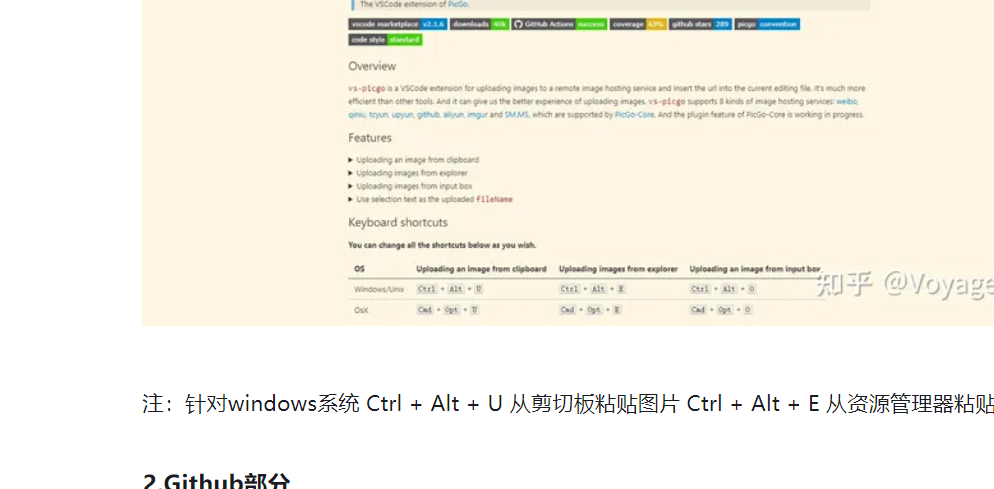 The VSCode extension of PicGo.
vscode marketplace v2.1.6 downloads 40k GitHub Actions success coverage 63% github stars 289 picgo convention
code style standard
Overview
vs-picgo is a VSCode extension for uploading images to a remote image hosting service and insert the url into the current editing file. It's much more
efficient than other tools. And it can give us the better experience of uploading images. vs-picgo supports 8 kinds of image hosting services: weibo,
qiniu, tcyun, upyun, github, aliyun, imgur and SM.MS, which are supported by PicGo-Core. And the plugin feature of PicGo-Core is working in progress.
Features
▶ Uploading an image from clipboard
▶ Uploading images from explorer
▶ Uploading images from input box
▶ Use selection text as the uploaded fileName
Keyboard shortcuts
You can change all the shortcuts below as you wish.
OS Uploading an image from clipboard Uploading images from explorer Uploading an image from input box
Windows/Unix Ctrl + Alt + U Ctrl + Alt + E Ctrl + Alt + O
OsX Cmd + Opt + U Cmd + Opt + E Cmd + Opt + O
知乎 @Voyage
注：针对windows系统 Ctrl + Alt + U 从剪切板粘贴图片 Ctrl + Alt + E 从资源管理器粘贴
2.Github部分